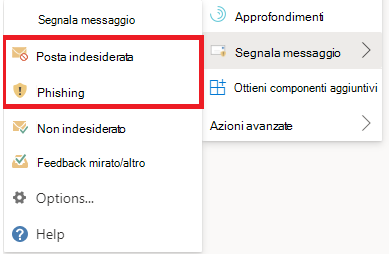 Segnala messaggio
Posta indesiderata
Phishing
Non indesiderato
Feedback mirato/altro
Options...
Help
Approfondimenti
Segnala messaggio
Ottieni componenti aggiuntivi
Azioni avanzate